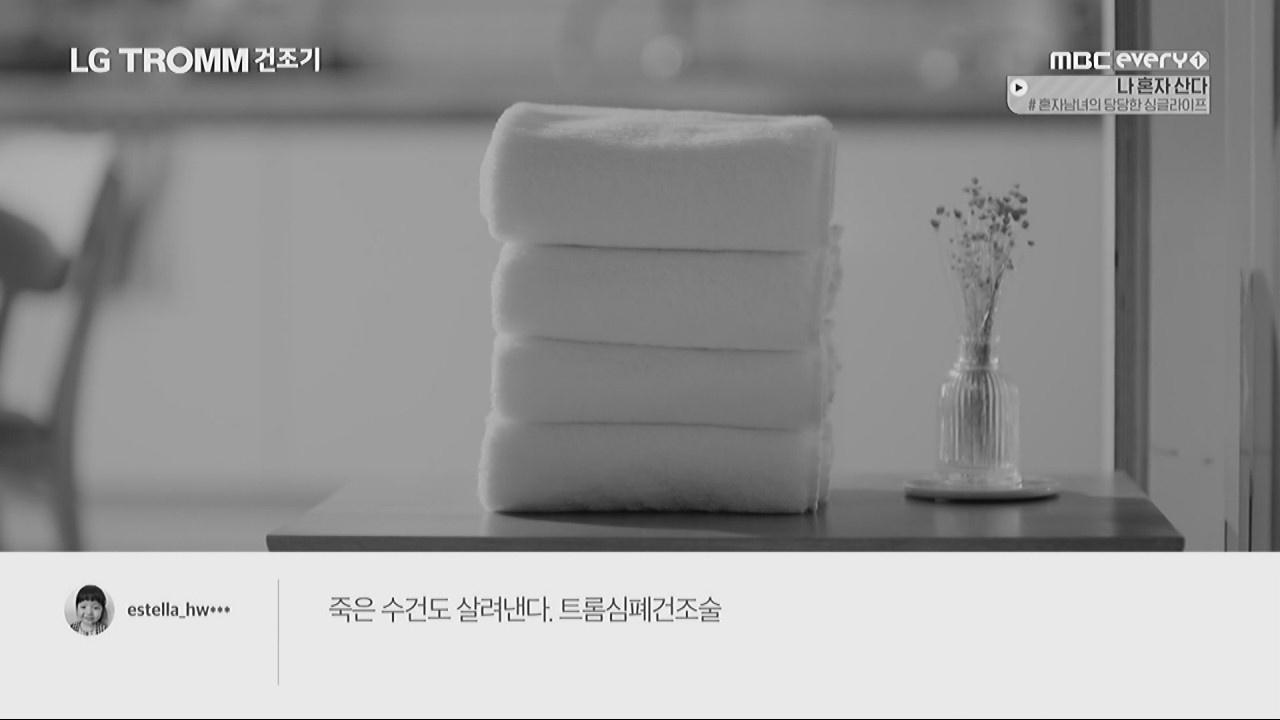 LG TROMM 건조기
MBC every1
나 혼자 산다
# 혼자남녀의 당당한 싱글라이프
estella_hw•••
죽은 수건도 살려낸다. 트롬심폐건조술